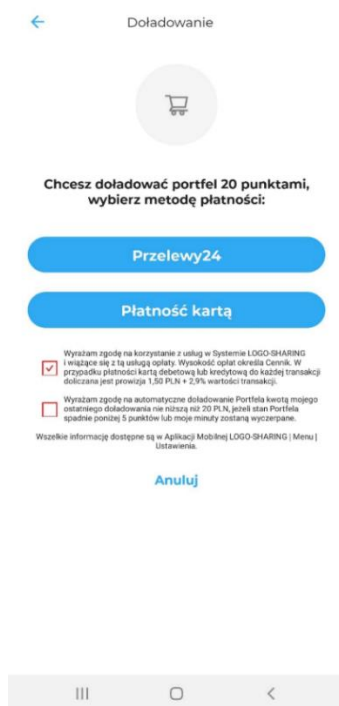 Doładowanie
Chcesz doładować portfel 20 punktami,
wybierz metodę płatności:
Przelewy24
Płatność kartą
Wyrażam zgodę na korzystanie z usług w Systemie LOGO-SHARING
i wiążące się z tą usługą opłaty. Wysokość opłat określa Cennik. W
przypadku płatności kartą debetową lub kredytową do każdej transakcji
doliczana jest prowizja 1,50 PLN + 2,9% wartości transakcji.
Wyrażam zgodę na automatyczne doładowanie Portfela kwotą mojego
ostatniego doładowania nie niższą niż 20 PLN, jeżeli stan Portfela
spadnie poniżej 5 punktów lub moje minuty zostaną wyczerpane.
Wszelkie informację dostępne są w Aplikacji Mobilnej LOGO-SHARING | Menu |
Ustawienia.
Anuluj